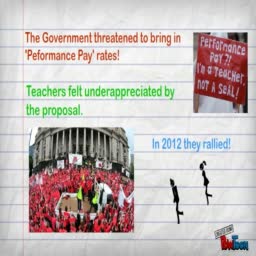 The Government threatened to bring in
'Peformance Pay' rates!
PERFORMANCE
PAY?!
I'm a TEACHER
NOT A SEAL!
Teachers felt underappreciated by
the proposal.
In 2012 they rallied!
PowToon